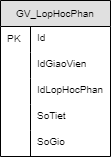 GV_LopHocPhan
PK Id
IdGiaoVien
IdLopHocPhan
SoTiet
SoGio